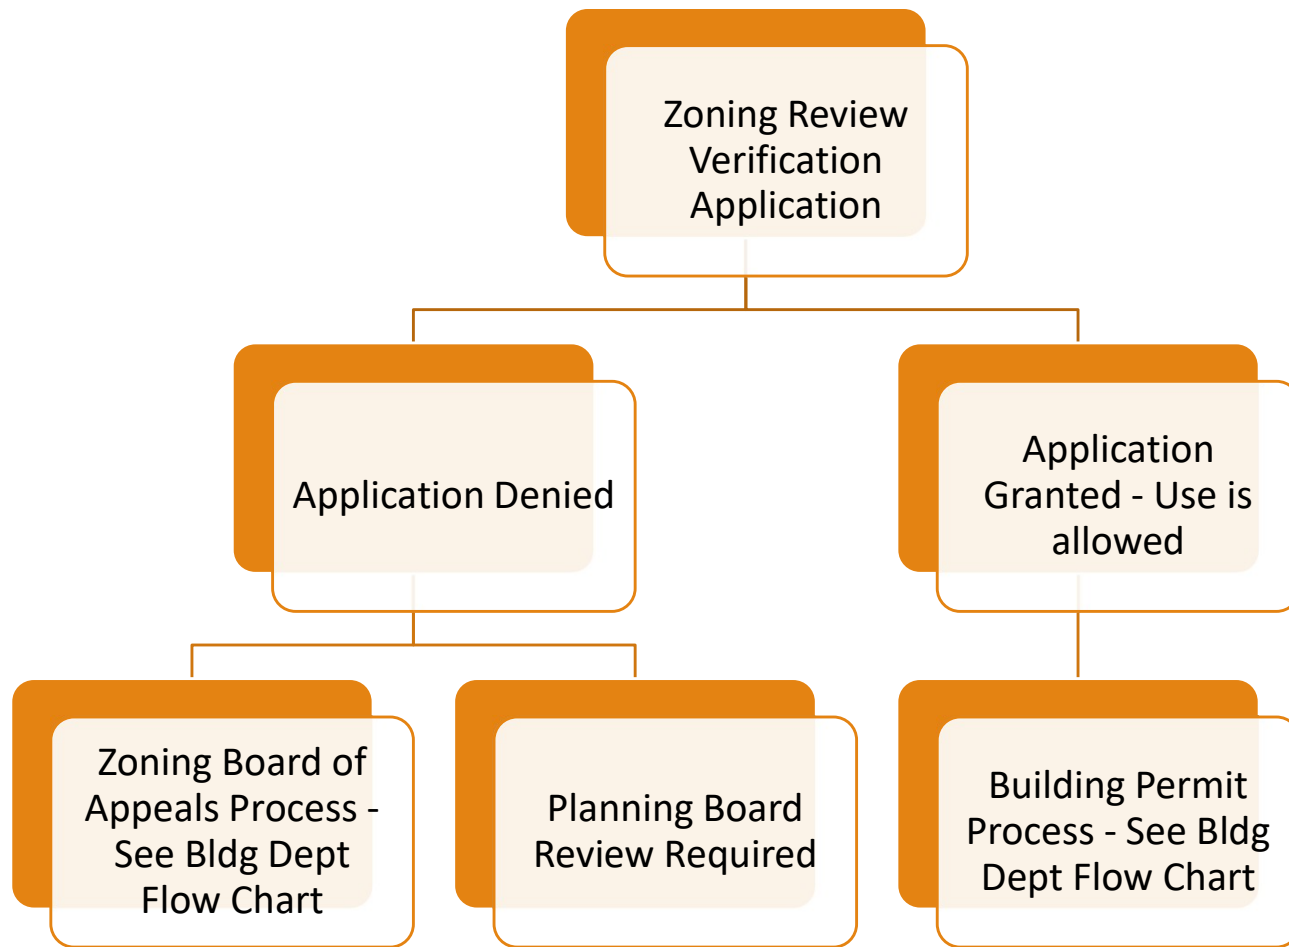 Zoning Review
Verification
Application
Application Denied
Application
Granted - Use is
allowed
Zoning Board of
Appeals Process -
See Bldg Dept
Flow Chart
Planning Board
Review Required
Building Permit
Process - See Bldg
Dept Flow Chart